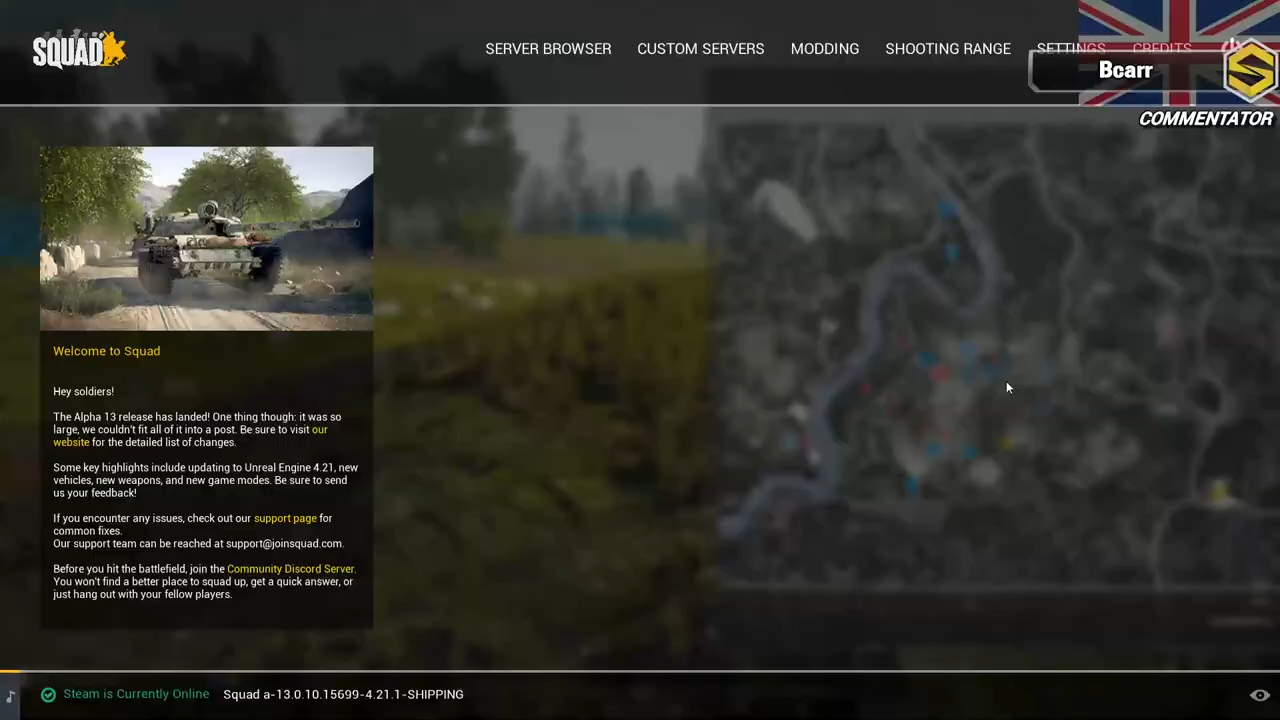 SQUAD
SERVER BROWSER CUSTOM SERVERS MODDING SHOOTING RANGE SETTINGS CREDITS
Bcarr
COMMENTATOR
Welcome to Squad
Hey soldiers!
The Alpha 13 release has landed! One thing though: it was so
large, we couldn't fit all of it into a post. Be sure to visit our
website for the detailed list of changes.
Some key highlights include updating to Unreal Engine 4.21, new
vehicles, new weapons, and new game modes. Be sure to send
us your feedback!
If you encounter any issues, check out our support page for
common fixes.
Our support team can be reached at support@joinsquad.com.
Before you hit the battlefield, join the Community Discord Server.
You won't find a better place to squad up, get a quick answer, or
just hang out with your fellow players.
Steam is Currently Online Squad a-13.0.10.15699-4.21.1-SHIPPING